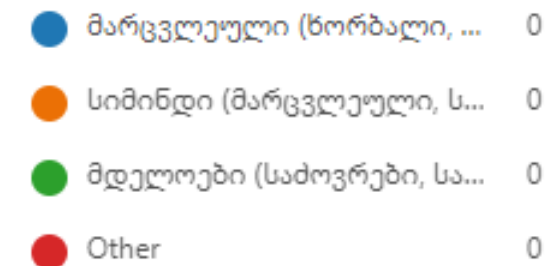 მარცვლეული (ხორბალი, ... 0
სიმინდი (მარცვლეული, ს... 0
მდელოები (საძოვრები, სა... 0
Other 0